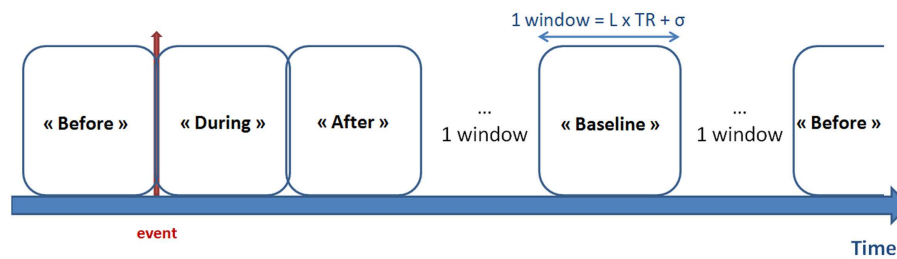 1 window = L x TR + σ
« Before »
« During »
« After »
...
1 window
« Baseline »
...
1 window
« Before »
event
Time